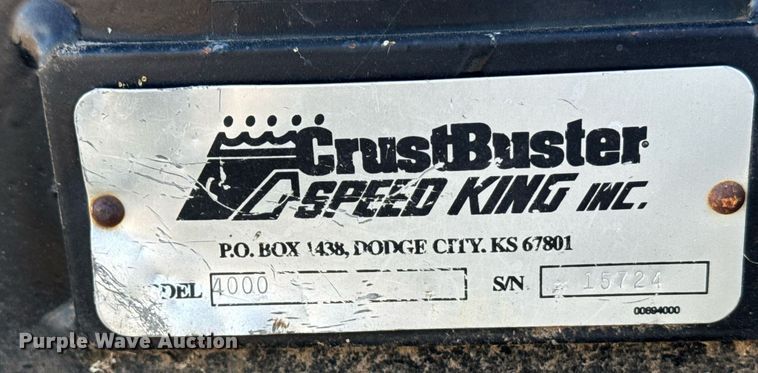 CrustBuster
SPEED KING INC.
P.O. BOX 1438, DODGE CITY, KS 67801
DEL 4000 S/N 15724
00894000
Purple Wave Auction